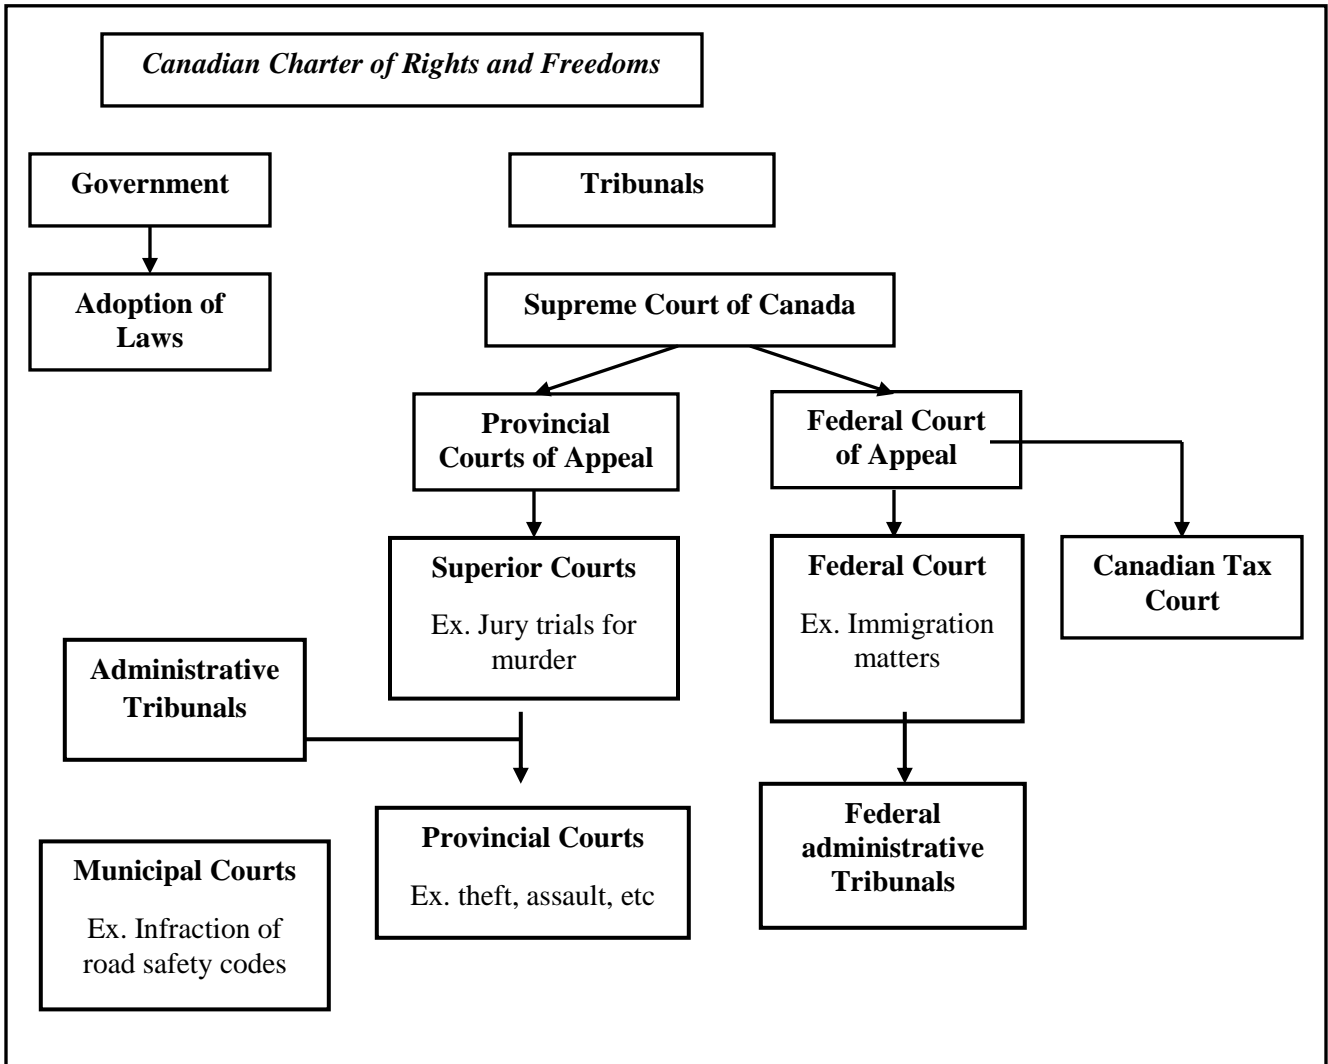 Canadian Charter of Rights and Freedoms
Government
Tribunals
Adoption of
Laws
Supreme Court of Canada
Provincial
Courts of Appeal
Federal Court
of Appeal
Superior Courts
Ex. Jury trials for
murder
Federal Court
Ex. Immigration
matters
Canadian Tax
Court
Administrative
Tribunals
Municipal Courts
Ex. Infraction of
road safety codes
Provincial Courts
Ex. theft, assault, etc
Federal
administrative
Tribunals